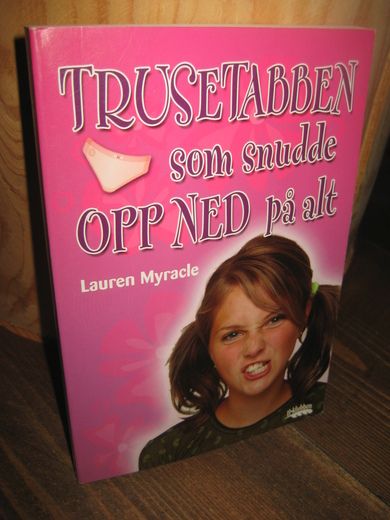 TRUSETABBEN
som snudde
OPP NED på alt
Lauren Myracle